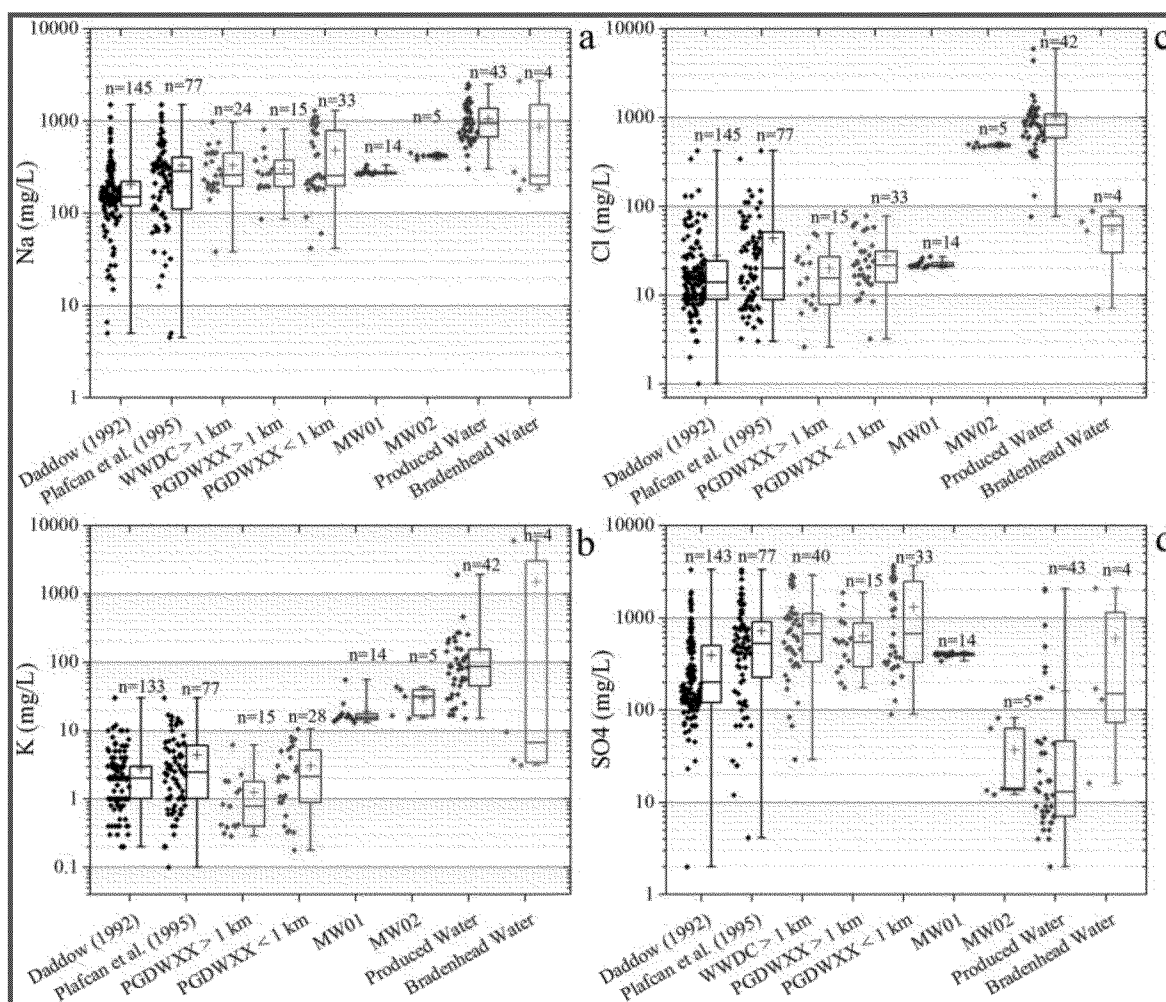 a
Na (mg/L)
10000
1000
100
10
1
n=145
n=77
n=24
n=15
n=33
n=14
n=5
n=43
n=4
Daddow (1992)
Plafcan et al. (1995)
WWDC > 1 km
PGDWXX > 1 km
PGDWXX < 1 km
MW01
MW02
Produced Water
Bradenhead Water
c
Cl (mg/L)
10000
1000
100
10
1
n=145
n=77
n=15
n=33
n=14
n=5
n=42
n=4
Daddow (1992)
Plafcan et al. (1995)
PGDWXX > 1 km
PGDWXX < 1 km
MW01
MW02
Produced Water
Bradenhead Water
b
K (mg/L)
10000
1000
100
10
1
0.1
n=133
n=77
n=15
n=28
n=14
n=5
n=42
n=4
Daddow (1992)
Plafcan et al. (1995)
PGDWXX > 1 km
PGDWXX < 1 km
MW01
MW02
Produced Water
Bradenhead Water
SO4 (mg/L)
10000
1000
100
10
1
n=143
n=77
n=40
n=15
n=33
n=14
n=5
n=43
n=4
Daddow (1992)
Plafcan et al. (1995)
WWDC > 1 km
PGDWXX > 1 km
PGDWXX < 1 km
MW01
MW02
Produced Water
Bradenhead Water